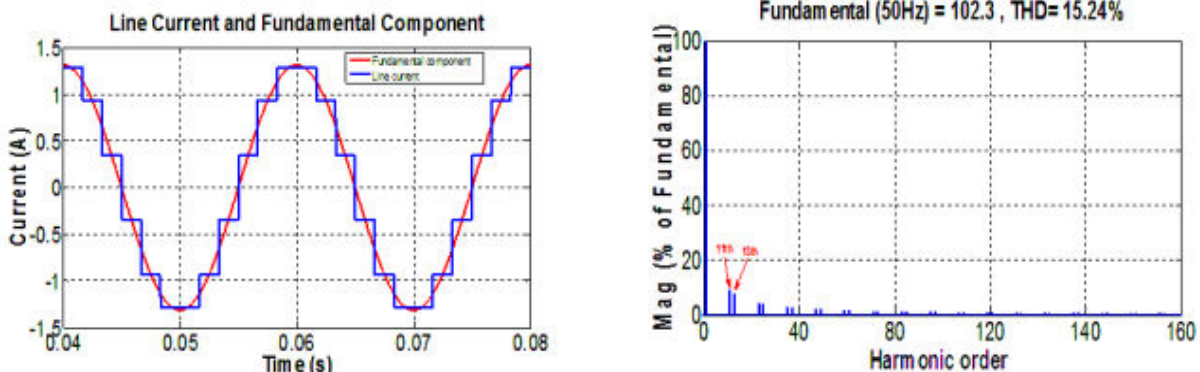 Line Current and Fundamental Component
1.5
1
0.5
0
-0.5
-1
-1.5
Current (A)
Fundamental component
Line current
0.04
0.05
0.06
0.07
0.08
Time (s)
Fundamental (50Hz) = 102.3 , THD= 15.24%
100
80
60
40
20
0
Mag (% of Fundamental)
11th
13th
0
40
80
120
140
160
Harmonic order